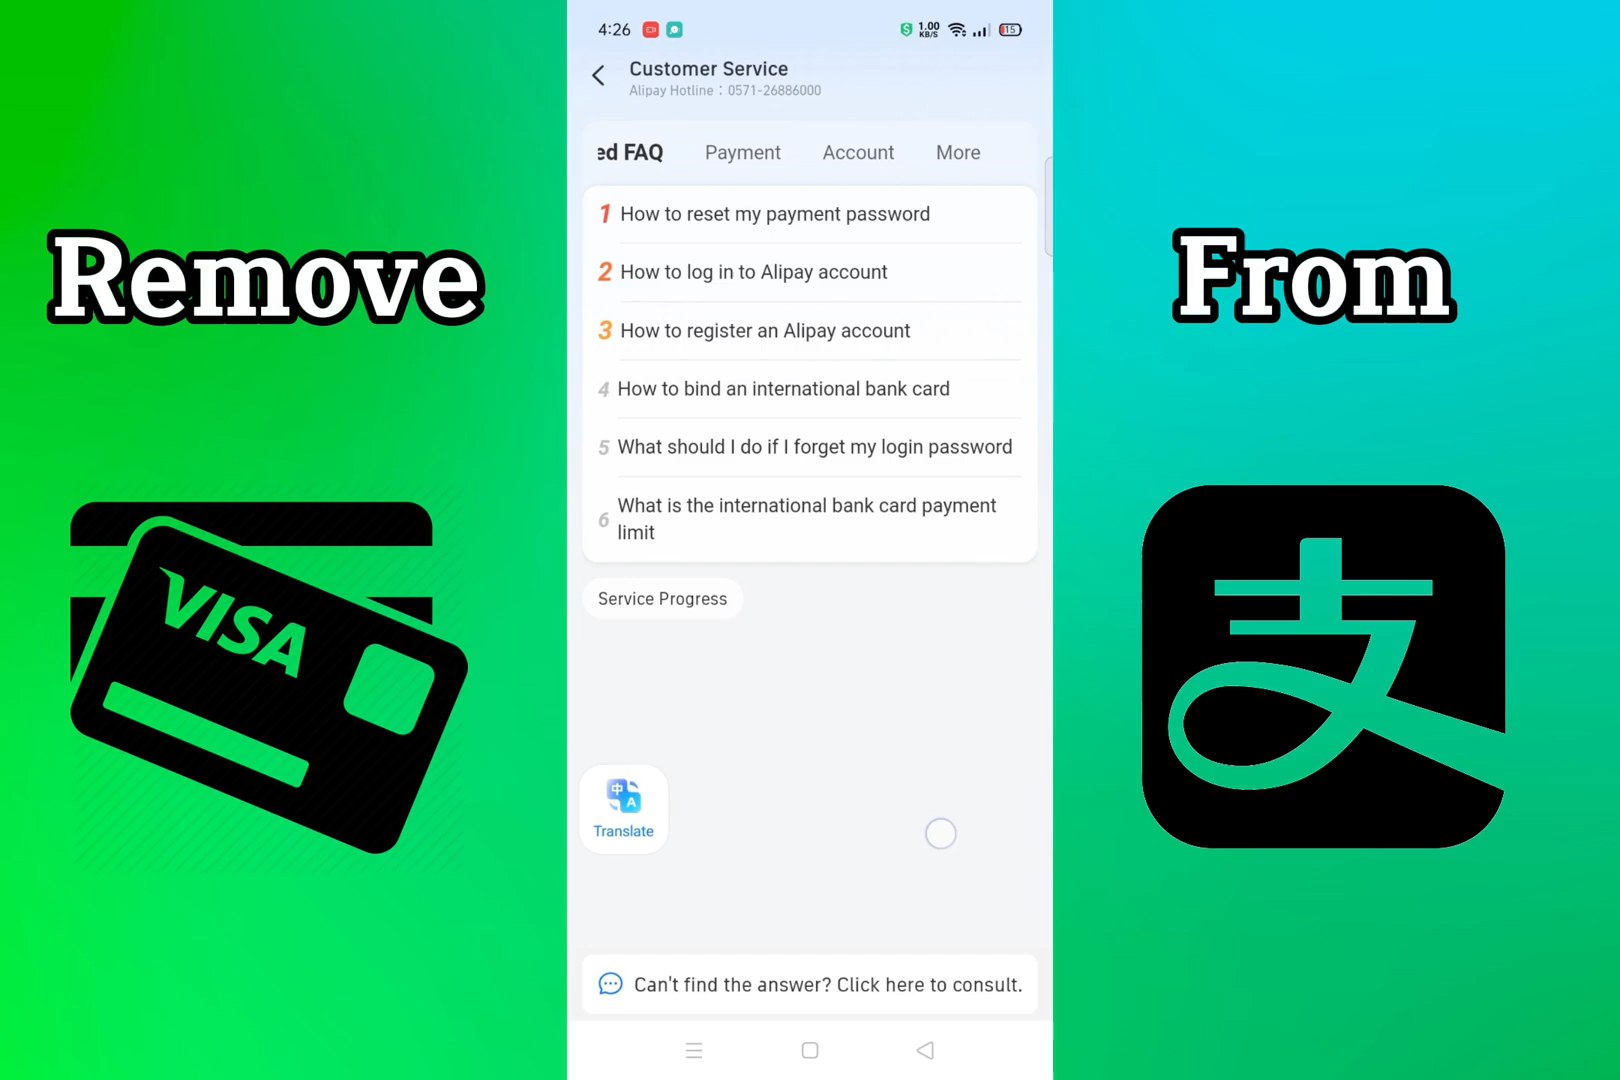 Remove
From
VISA
支
4:26
1.00
KB/S
15
Customer Service
Alipay Hotline：0571-26886000
ed FAQ
Payment
Account
More
1 How to reset my payment password
2 How to log in to Alipay account
3 How to register an Alipay account
4 How to bind an international bank card
5 What should I do if I forget my login password
6 What is the international bank card payment
limit
Service Progress
中 A
Translate
Can't find the answer? Click here to consult.